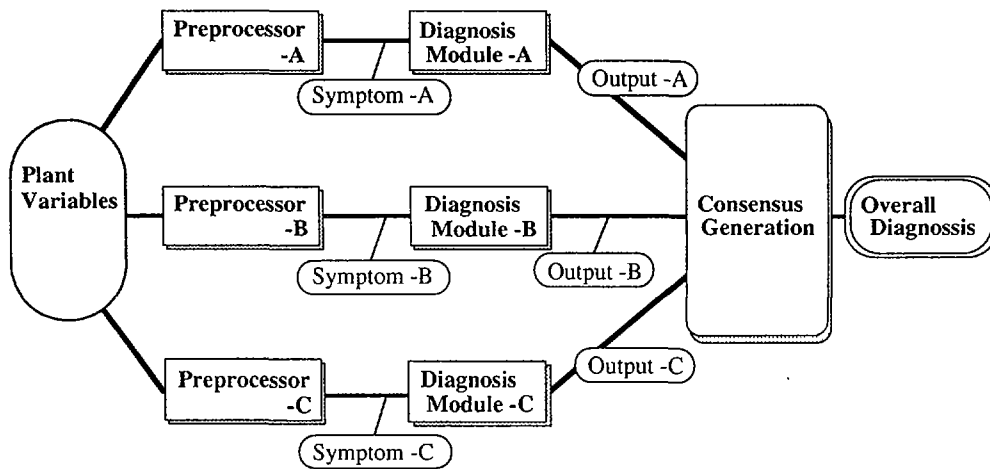 Preprocessor
-A
Diagnosis
Module -A
Symptom -A
Output -A
Plant
Variables
Preprocessor
-B
Diagnosis
Module -B
Symptom -B
Output -B
Consensus
Generation
Overall
Diagnossis
Preprocessor
-C
Diagnosis
Module -C
Symptom -C
Output -C